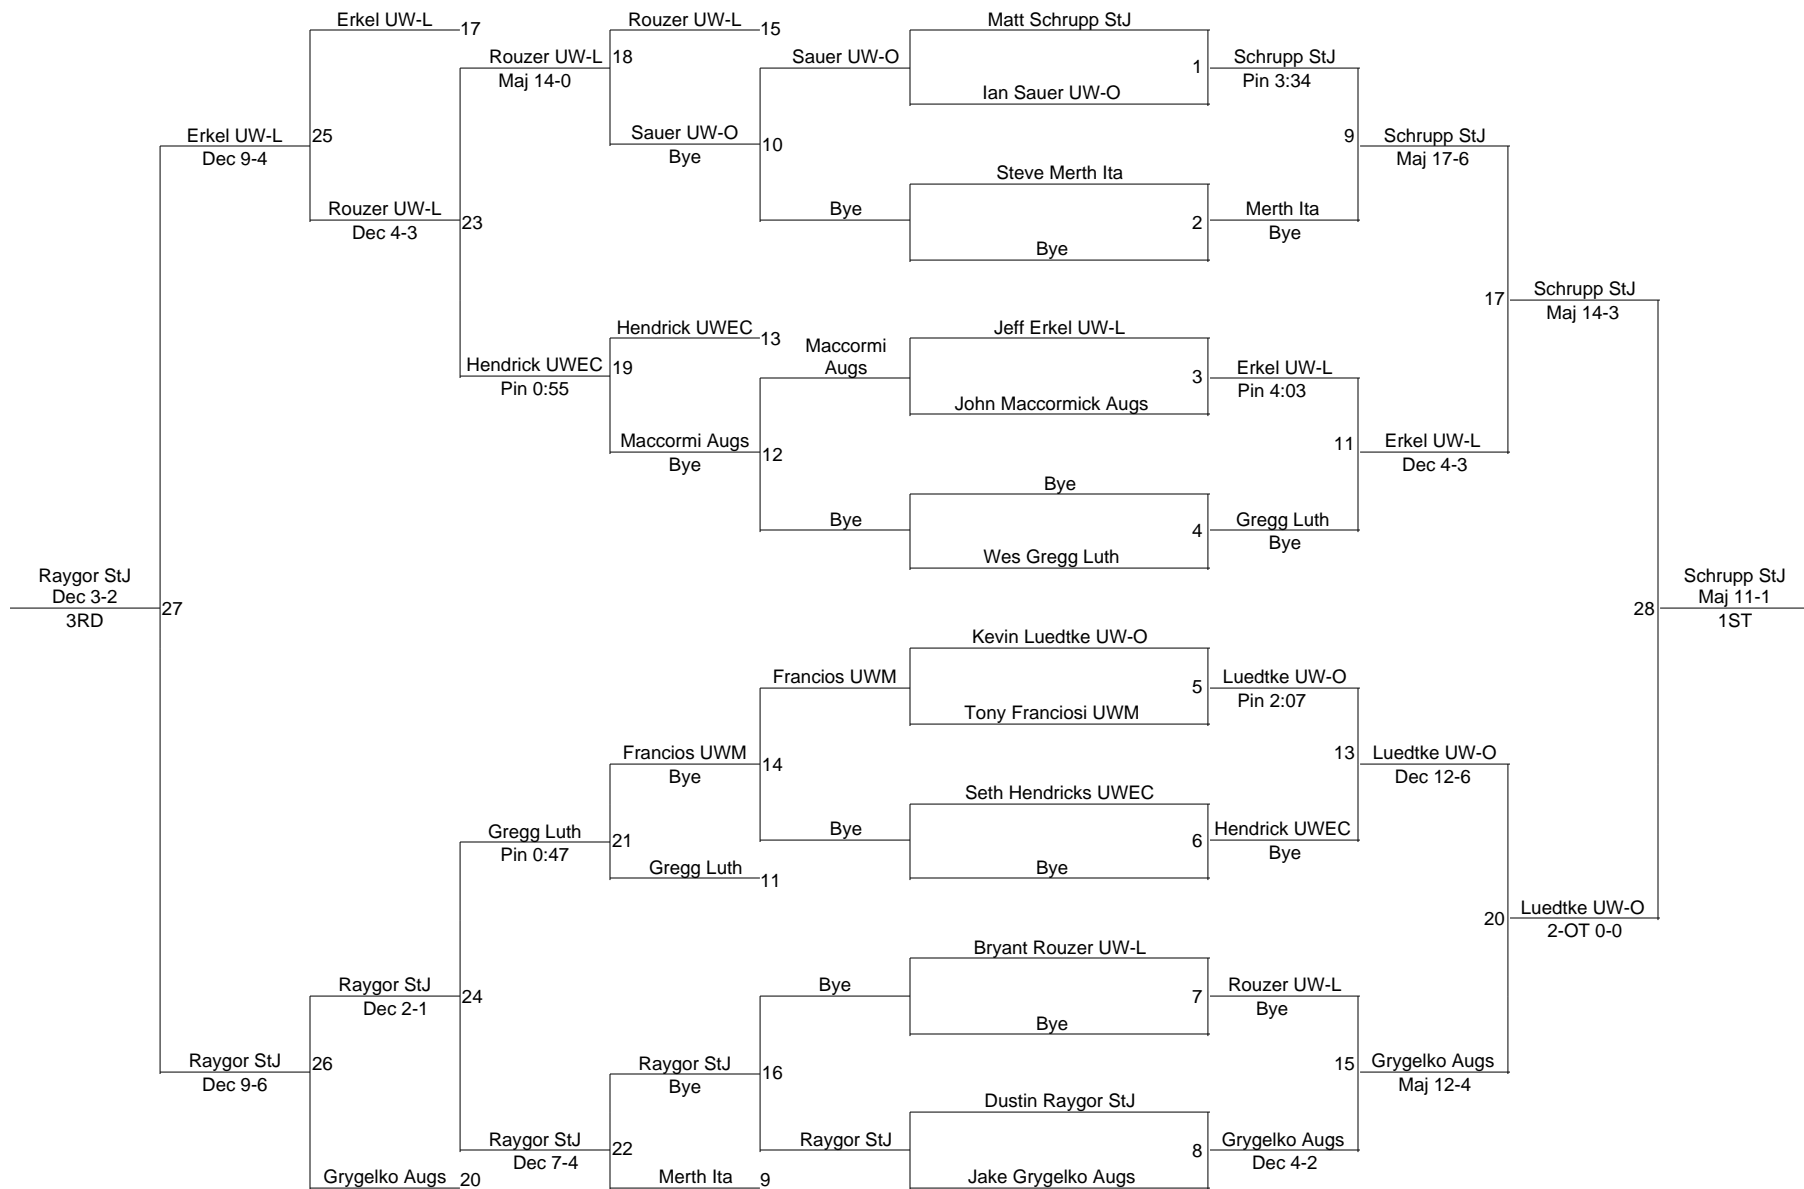 Erkel UW-L
17
Rouzer UW-L
15
Matt Schrupp StJ
Rouzer UW-L
18
Maj 14-0
Sauer UW-O
1
Schrupp StJ
Pin 3:34
Ian Sauer UW-O
Erkel UW-L
25
Dec 9-4
Sauer UW-O
10
Bye
9
Schrupp StJ
Maj 17-6
Steve Merth Ita
Rouzer UW-L
23
Dec 4-3
Bye
2
Merth Ita
Bye
Bye
17
Schrupp StJ
Maj 14-3
Hendrick UWEC
13
Jeff Erkel UW-L
Maccormi
Augs
Hendrick UWEC
19
Pin 0:55
3
Erkel UW-L
Pin 4:03
John Maccormick Augs
Maccormi Augs
12
Bye
11
Erkel UW-L
Dec 4-3
Bye
Bye
4
Gregg Luth
Bye
Wes Gregg Luth
Raygor StJ
Dec 3-2
27
3RD
28
Schrupp StJ
Maj 11-1
1ST
Kevin Luedtke UW-O
Francios UWM
5
Luedtke UW-O
Pin 2:07
Tony Franciosi UWM
Francios UWM
14
Bye
13
Luedtke UW-O
Dec 12-6
Seth Hendricks UWEC
Gregg Luth
21
Pin 0:47
Bye
6
Hendrick UWEC
Bye
Gregg Luth
11
Bye
20
Luedtke UW-O
2-OT 0-0
Bryant Rouzer UW-L
Raygor StJ
24
Dec 2-1
Bye
7
Rouzer UW-L
Bye
Bye
Raygor StJ
26
Dec 9-6
Raygor StJ
16
Bye
15
Grygelko Augs
Maj 12-4
Dustin Raygor StJ
Raygor StJ
22
Dec 7-4
Raygor StJ
8
Grygelko Augs
Dec 4-2
Grygelko Augs
20
Merth Ita
9
Jake Grygelko Augs